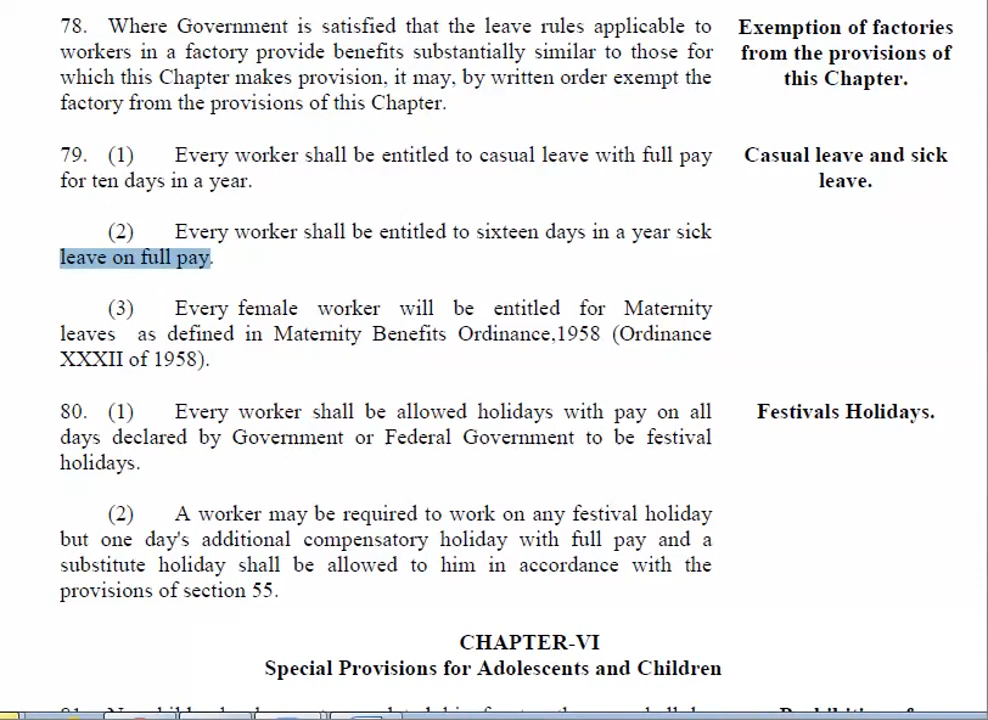 78. Where Government is satisfied that the leave rules applicable to
workers in a factory provide benefits substantially similar to those for
which this Chapter makes provision, it may, by written order exempt the
factory from the provisions of this Chapter.
Exemption of factories
from the provisions of
this Chapter.
79. (1) Every worker shall be entitled to casual leave with full pay
for ten days in a year.
Casual leave and sick
leave.
(2) Every worker shall be entitled to sixteen days in a year sick
leave on full pay.
(3) Every female worker will be entitled for Maternity
leaves as defined in Maternity Benefits Ordinance,1958 (Ordinance
XXXII of 1958).
80. (1) Every worker shall be allowed holidays with pay on all
days declared by Government or Federal Government to be festival
holidays.
Festivals Holidays.
(2) A worker may be required to work on any festival holiday
but one day's additional compensatory holiday with full pay and a
substitute holiday shall be allowed to him in accordance with the
provisions of section 55.
CHAPTER-VI
Special Provisions for Adolescents and Children